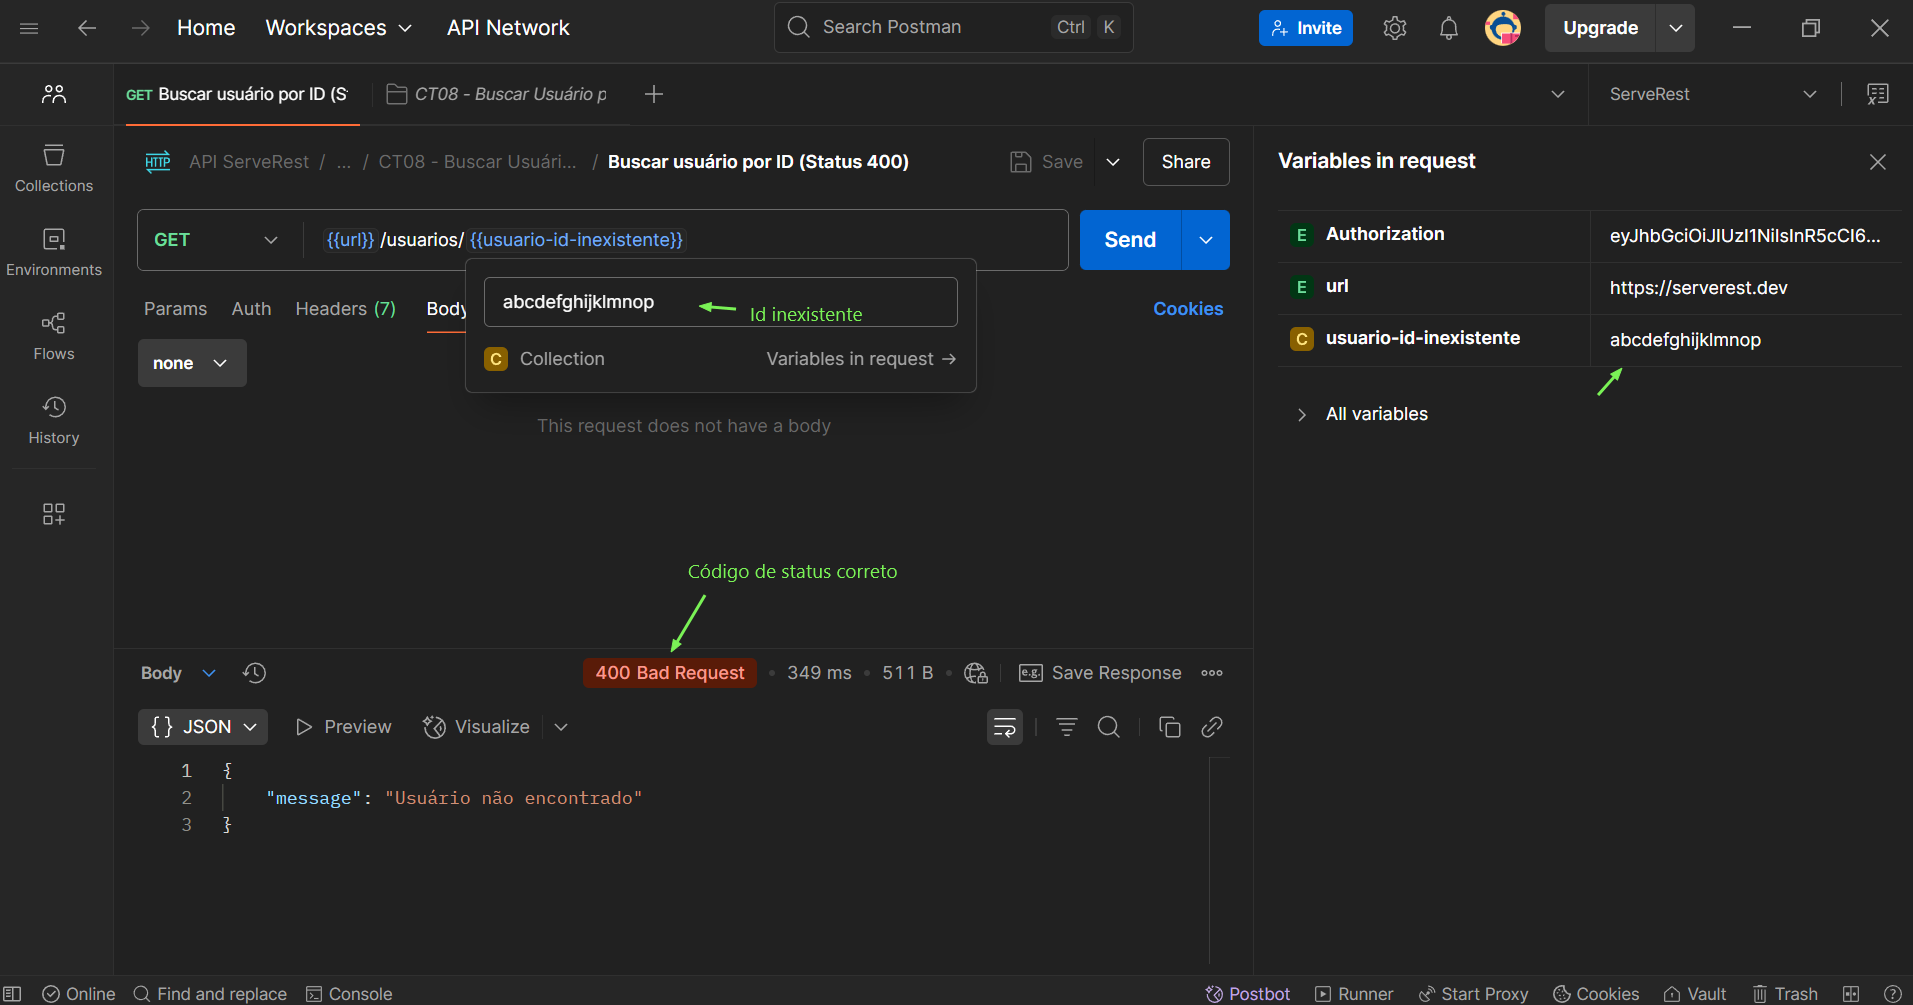 Home Workspaces API Network Search Postman Ctrl K Invite Upgrade
GET Buscar usuário por ID (S CT08 - Buscar Usuário p ServeRest
Collections
Environments
Flows
History
HTTP API ServeRest / ... / CT08 - Buscar Usuári... / Buscar usuário por ID (Status 400) Save Share
GET {{url}} /usuarios/ {{usuario-id-inexistente}} Send
Params Auth Headers (7) Body Cookies
abcdefghijklmnop Id inexistente
C Collection Variables in request →
none
This request does not have a body
Código de status correto
Variables in request
E Authorization eyJhbGciOiJIUzI1NiIsInR5cCI6...
E url https://serverest.dev
C usuario-id-inexistente abcdefghijklmnop
All variables
Body 400 Bad Request • 349 ms • 511 B • e.g. Save Response
{} JSON Preview Visualize
1 {
2 "message": "Usuário não encontrado"
3 }
Online Find and replace Console Postbot Runner Start Proxy Cookies Vault Trash